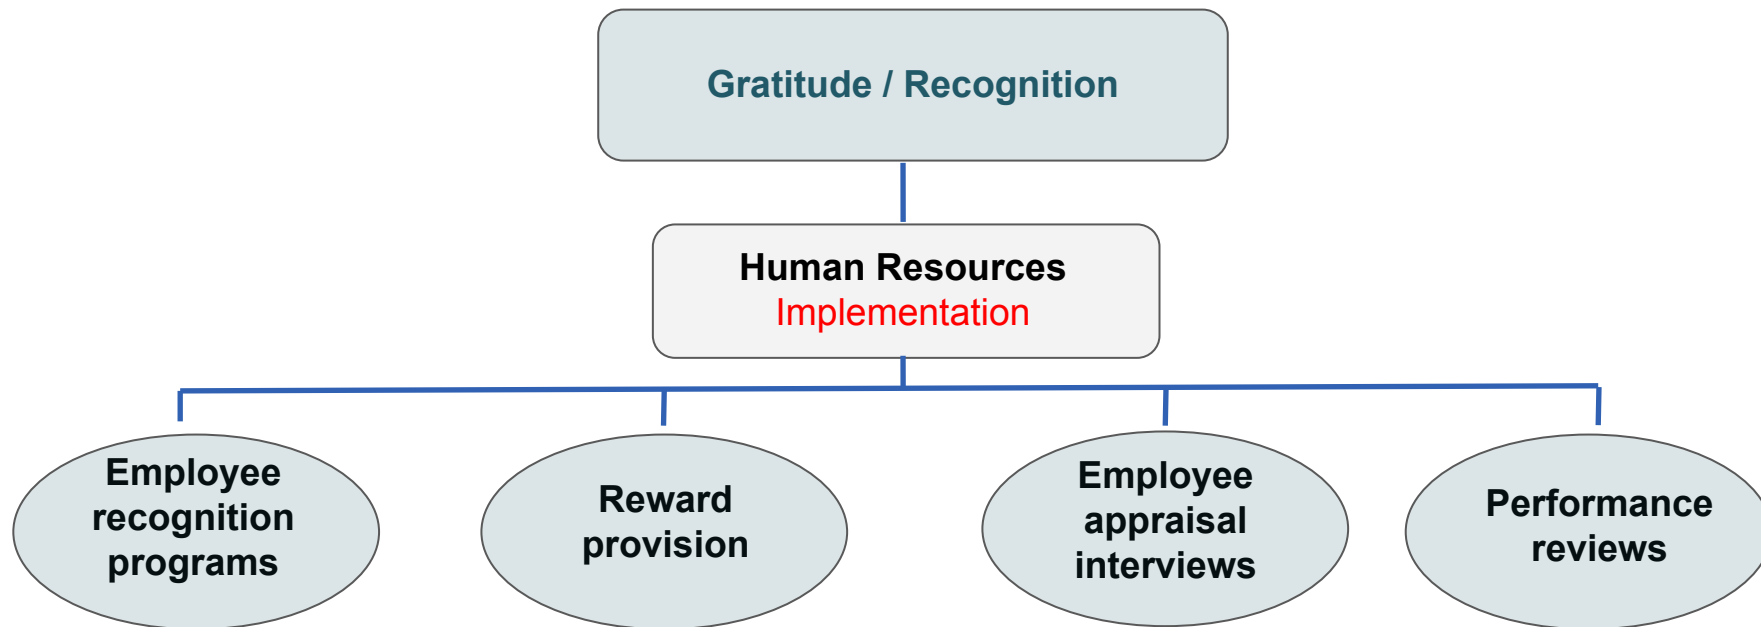 Gratitude / Recognition
Human Resources
Implementation
Employee
recognition
programs
Reward
provision
Employee
appraisal
interviews
Performance
reviews